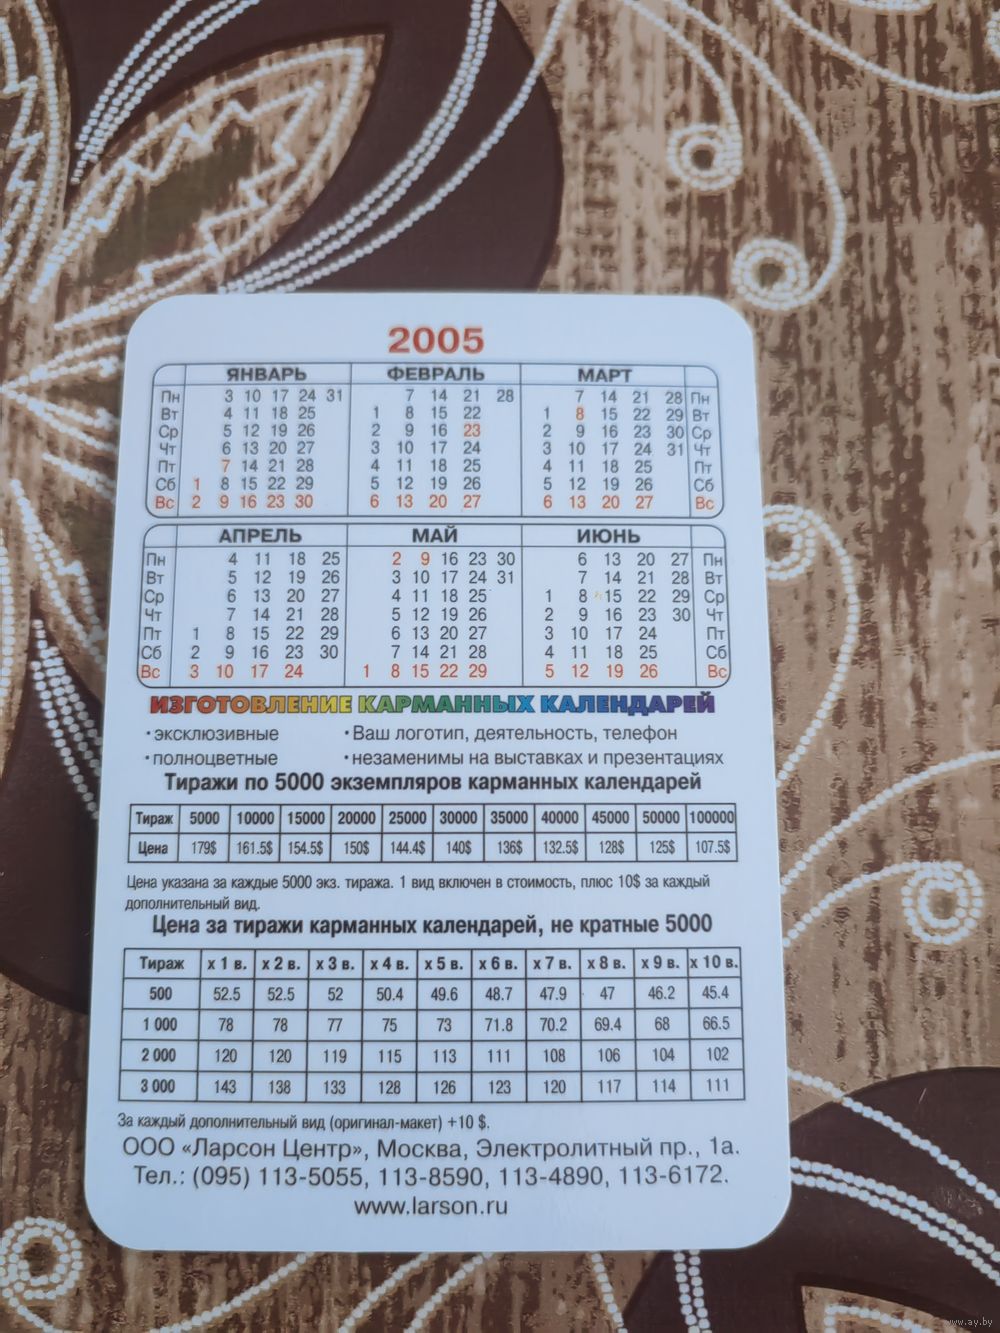 2005
ЯНВАРЬ ФЕВРАЛЬ МАРТ
Пн 3 10 17 24 31 7 14 21 28 7 14 21 28 Пн
Вт 4 11 18 25 1 8 15 22 1 8 15 22 29 Вт
Ср 5 12 19 26 2 9 16 23 2 9 16 23 30 Ср
Чт 6 13 20 27 3 10 17 24 3 10 17 24 31 Чт
Пт 7 14 21 28 4 11 18 25 4 11 18 25 Пт
Сб 1 8 15 22 29 5 12 19 26 5 12 19 26 Сб
Вс 2 9 16 23 30 6 13 20 27 6 13 20 27 Вс
АПРЕЛЬ МАЙ ИЮНЬ
Пн 4 11 18 25 2 9 16 23 30 6 13 20 27 Пн
Вт 5 12 19 26 3 10 17 24 31 7 14 21 28 Вт
Ср 6 13 20 27 4 11 18 25 1 8 15 22 29 Ср
Чт 7 14 21 28 5 12 19 26 2 9 16 23 30 Чт
Пт 1 8 15 22 29 6 13 20 27 3 10 17 24 Пт
Сб 2 9 16 23 30 7 14 21 28 4 11 18 25 Сб
Вс 3 10 17 24 1 8 15 22 29 5 12 19 26 Вс
ИЗГОТОВЛЕНИЕ КАРМАННЫХ КАЛЕНДАРЕЙ
• эксклюзивные • Ваш логотип, деятельность, телефон
• полноцветные • незаменимы на выставках и презентациях
Тиражи по 5000 экземпляров карманных календарей
Тираж 5000 10000 15000 20000 25000 30000 35000 40000 45000 50000 100000
Цена 179$ 161.5$ 154.5$ 150$ 144.4$ 140$ 136$ 132.5$ 128$ 125$ 107.5$
Цена указана за каждые 5000 экз. тиража. 1 вид включен в стоимость, плюс 10$ за каждый
дополнительный вид.
Цена за тиражи карманных календарей, не кратные 5000
Тираж х 1 в. х 2 в. х 3 в. х 4 в. х 5 в. х 6 в. х 7 в. х 8 в. х 9 в. х 10 в.
500 52.5 52.5 52 50.4 49.6 48.7 47.9 47 46.2 45.4
1 000 78 78 77 75 73 71.8 70.2 69.4 68 66.5
2 000 120 120 119 115 113 111 108 106 104 102
3 000 143 138 133 128 126 123 120 117 114 111
За каждый дополнительный вид (оригинал-макет) +10 $.
ООО «Ларсон Центр», Москва, Электролитный пр., 1а.
Тел.: (095) 113-5055, 113-8590, 113-4890, 113-6172.
www.larson.ru
www.ay.by